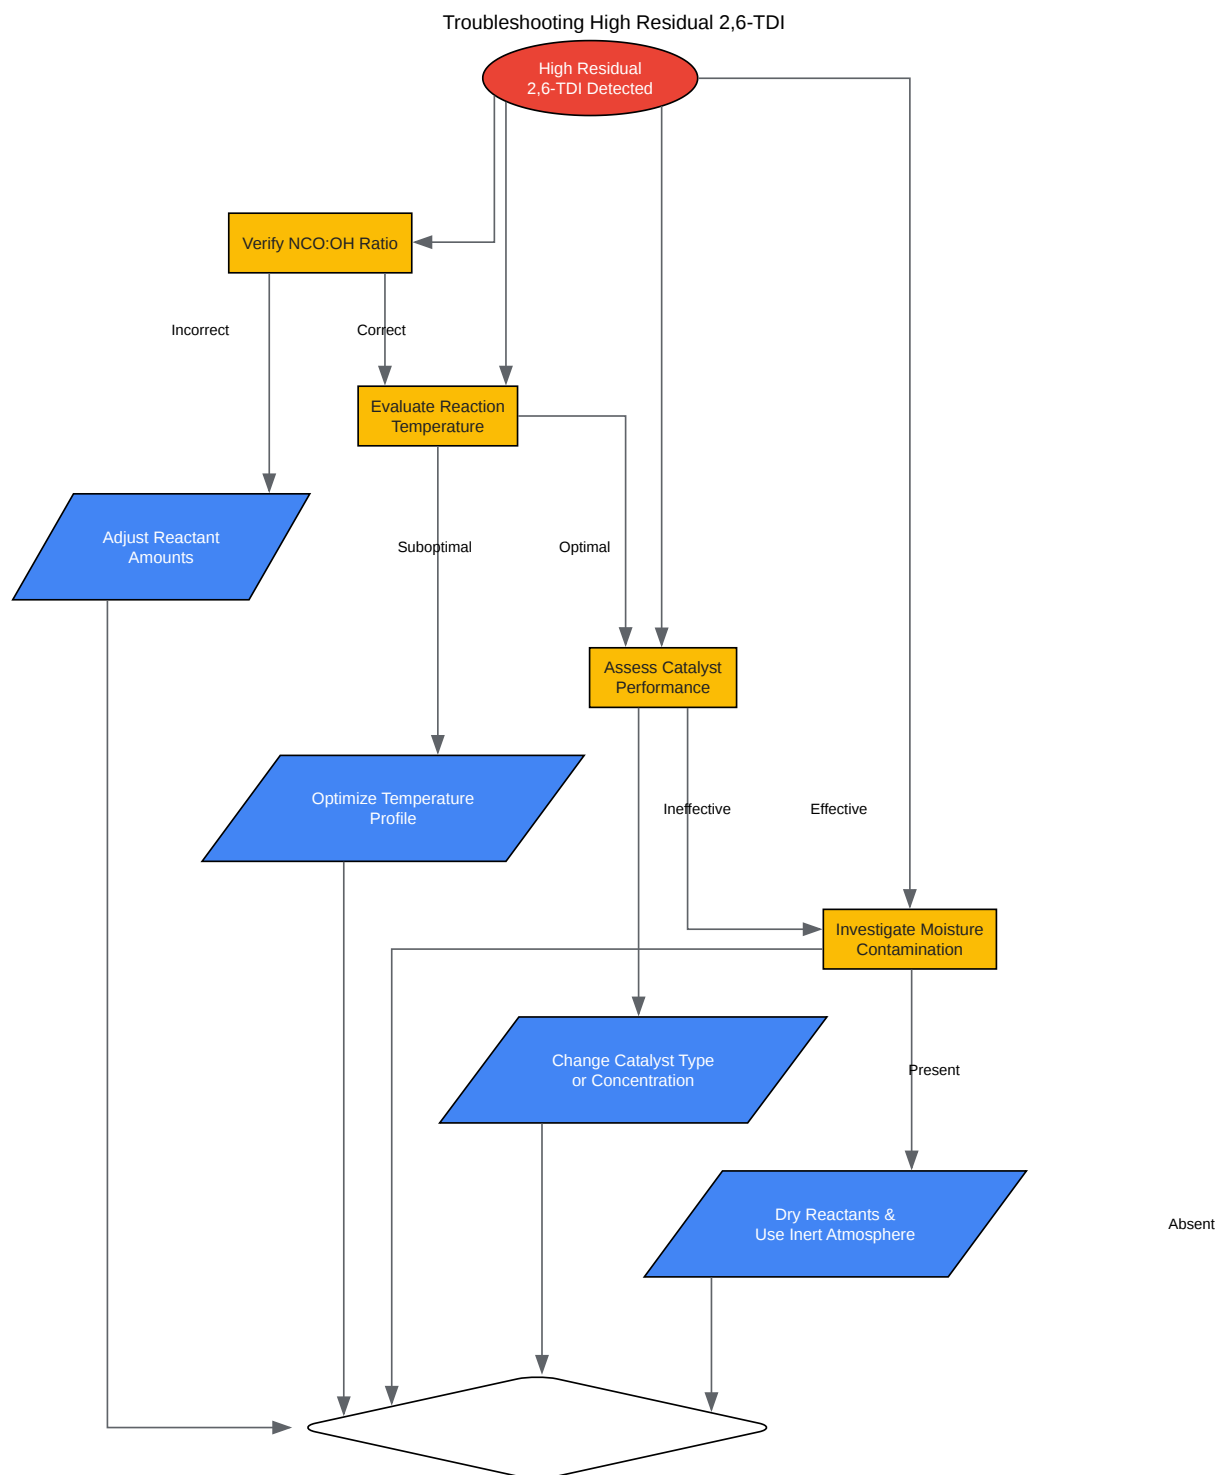 Troubleshooting High Residual 2,6-TDI
High Residual
2,6-TDI Detected
Verify NCO:OH Ratio
Incorrect
Correct
Evaluate Reaction
Temperature
Adjust Reactant
Amounts
Suboptimal
Optimal
Assess Catalyst
Performance
Optimize Temperature
Profile
Ineffective
Effective
Investigate Moisture
Contamination
Change Catalyst Type
or Concentration
Present
Dry Reactants &
Use Inert Atmosphere
Absent